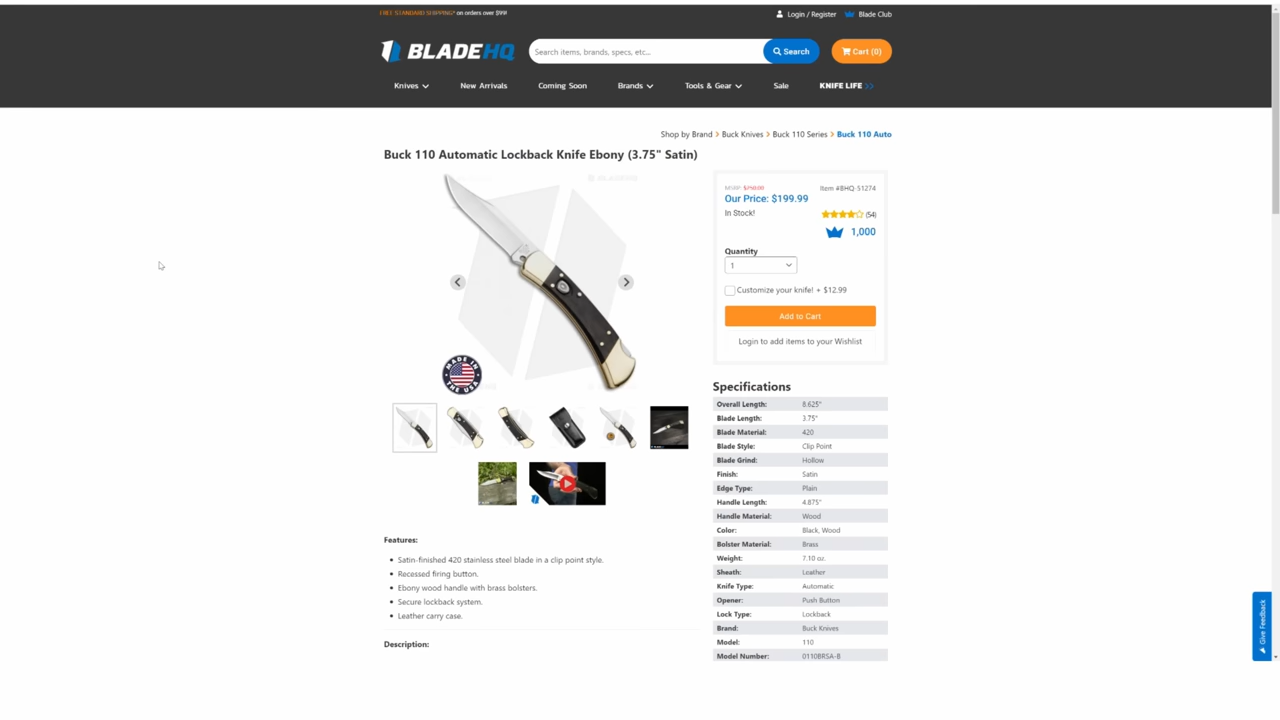 FREE STANDARD SHIPPING* on orders over $99!
Login / Register
Blade Club
BLADEHQ
Search items, brands, specs, etc...
Search
Cart (0)
Knives
New Arrivals
Coming Soon
Brands
Tools & Gear
Sale
KNIFE LIFE >>
Shop by Brand > Buck Knives > Buck 110 Series > Buck 110 Auto
Buck 110 Automatic Lockback Knife Ebony (3.75" Satin)
BLADEHQ
MADE IN
THE USA
MSRP: $250.00
Item #BHQ-51274
Our Price: $199.99
In Stock!
(54)
1,000
Quantity
1
Customize your knife! + $12.99
Add to Cart
Login to add items to your Wishlist
Specifications
Overall Length: 8.625"
Blade Length: 3.75"
Blade Material: 420
Blade Style: Clip Point
Blade Grind: Hollow
Finish: Satin
Edge Type: Plain
Handle Length: 4.875"
Handle Material: Wood
Color: Black, Wood
Bolster Material: Brass
Weight: 7.10 oz.
Sheath: Leather
Knife Type: Automatic
Opener: Push Button
Lock Type: Lockback
Brand: Buck Knives
Model: 110
Model Number: 0110BRSA-B
Features:
• Satin-finished 420 stainless steel blade in a clip point style.
• Recessed firing button.
• Ebony wood handle with brass bolsters.
• Secure lockback system.
• Leather carry case.
Description:
Give Feedback